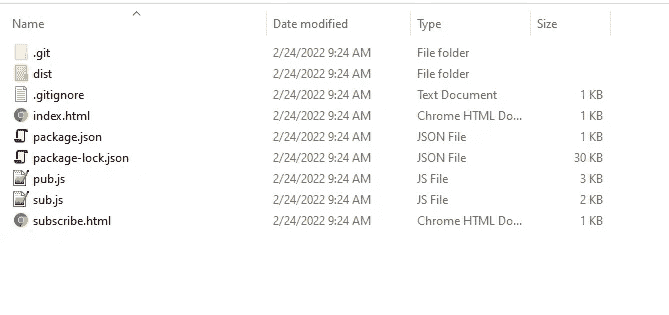 Name Date modified Type Size
.git 2/24/2022 9:24 AM File folder
dist 2/24/2022 9:24 AM File folder
.gitignore 2/24/2022 9:24 AM Text Document 1 KB
index.html 2/24/2022 9:24 AM Chrome HTML Do... 1 KB
package.json 2/24/2022 9:24 AM JSON File 1 KB
package-lock.json 2/24/2022 9:24 AM JSON File 30 KB
pub.js 2/24/2022 9:24 AM JS File 3 KB
sub.js 2/24/2022 9:24 AM JS File 2 KB
subscribe.html 2/24/2022 9:24 AM Chrome HTML Do... 1 KB